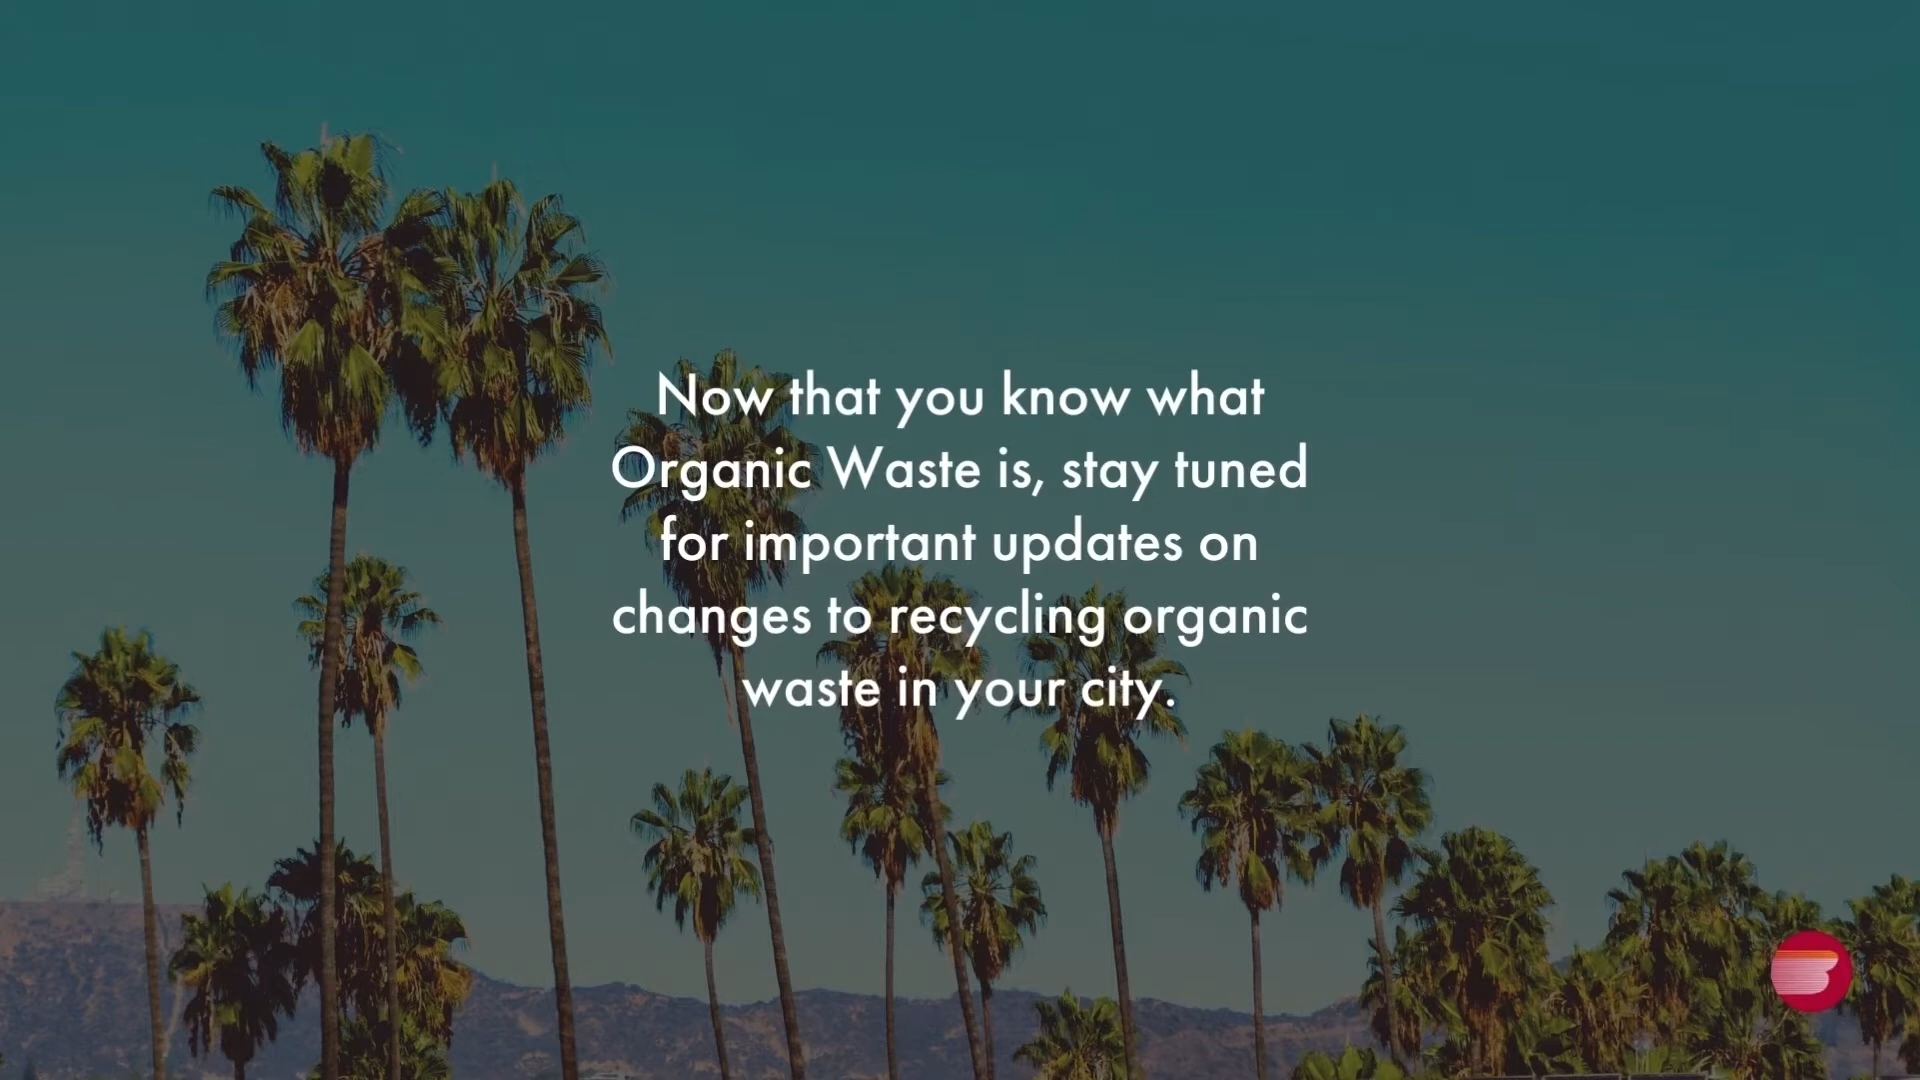 Now that you know what
Organic Waste is, stay tuned
for important updates on
changes to recycling organic
waste in your city.